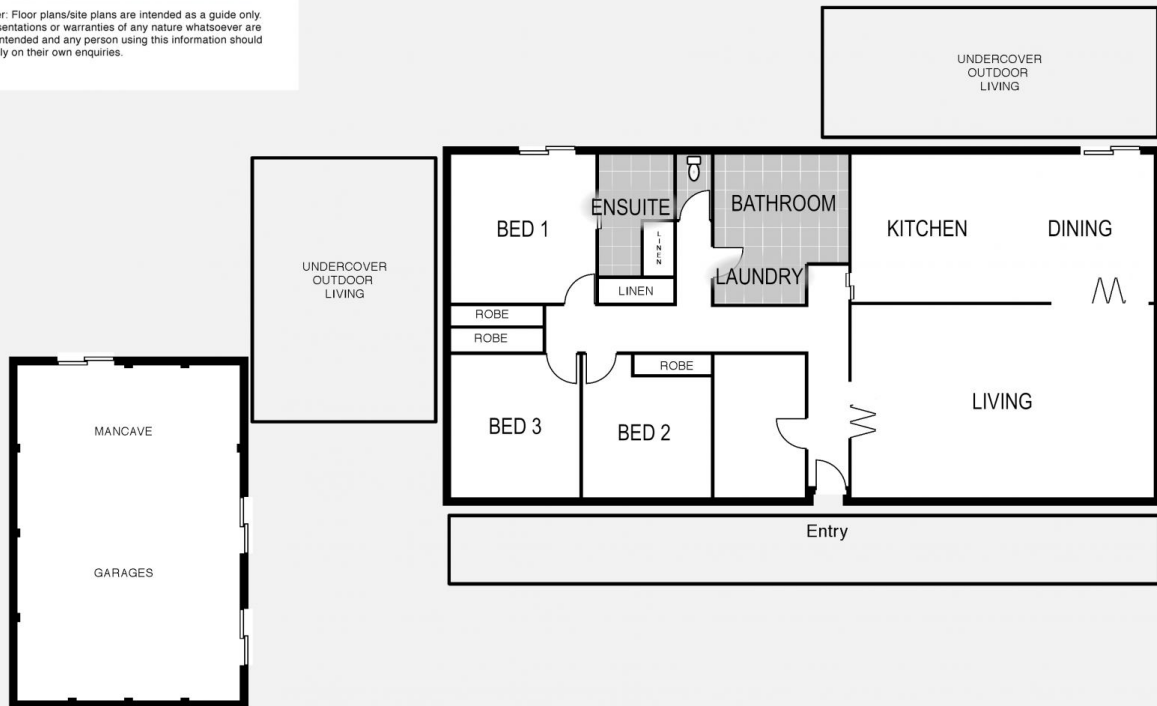 er: Floor plans/site plans are intended as a guide only.
sentations or warranties of any nature whatsoever are
ntended and any person using this information should
ly on their own enquiries.
UNDERCOVER
OUTDOOR
LIVING
UNDERCOVER
OUTDOOR
LIVING
BED 1
ENSUITE
LINEN
LINEN
BATHROOM
LAUNDRY
KITCHEN
DINING
ROBE
ROBE
ROBE
BED 3
BED 2
LIVING
MANCAVE
GARAGES
Entry